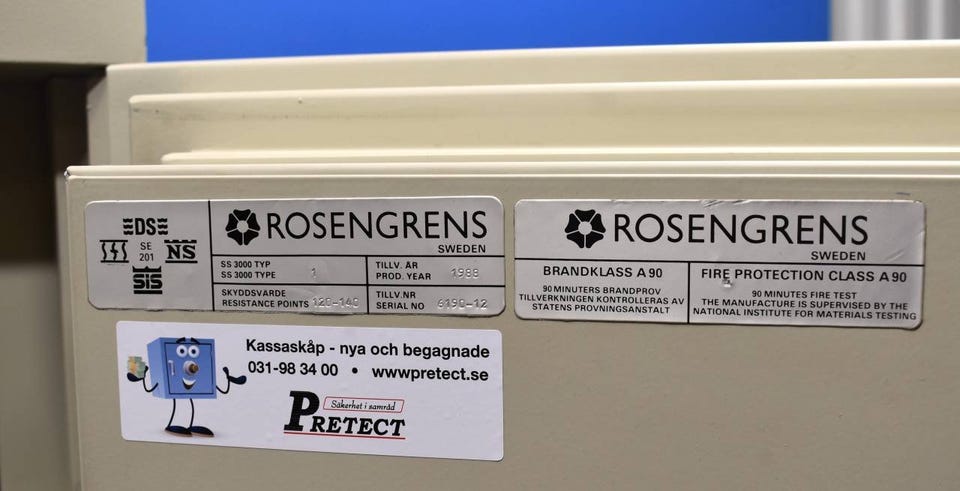 DS
SE
201
NS
SIS
ROSENGRENS
SWEDEN
SS 3000 TYP
SS 3000 TYPE 1
TILLV. ÅR
PROD. YEAR 1988
SKYDDSVÄRDE
RESISTANCE POINTS 120-140
TILLV.NR
SERIAL NO 6190-12
ROSENGRENS
SWEDEN
BRANDKLASS A 90
90 MINUTERS BRANDPROV
TILLVERKNINGEN KONTROLLERAS AV
STATENS PROVNINGSANSTALT
FIRE PROTECTION CLASS A 90
90 MINUTES FIRE TEST
THE MANUFACTURE IS SUPERVISED BY THE
NATIONAL INSTITUTE FOR MATERIALS TESTING
Kassaskåp - nya och begagnade
031-98 34 00 • wwwpretect.se
Säkerhet i samråd
PRETECT